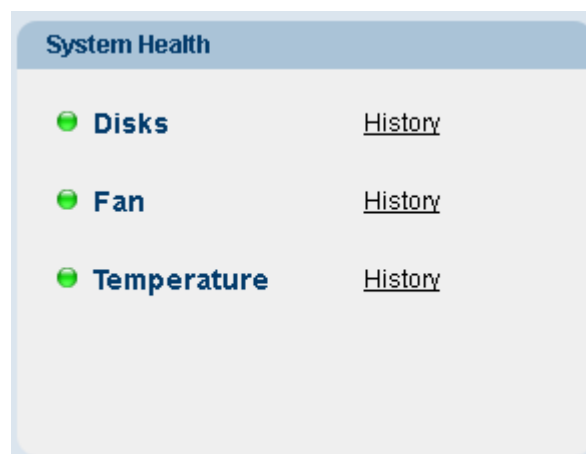 System Health
Disks History
Fan History
Temperature History